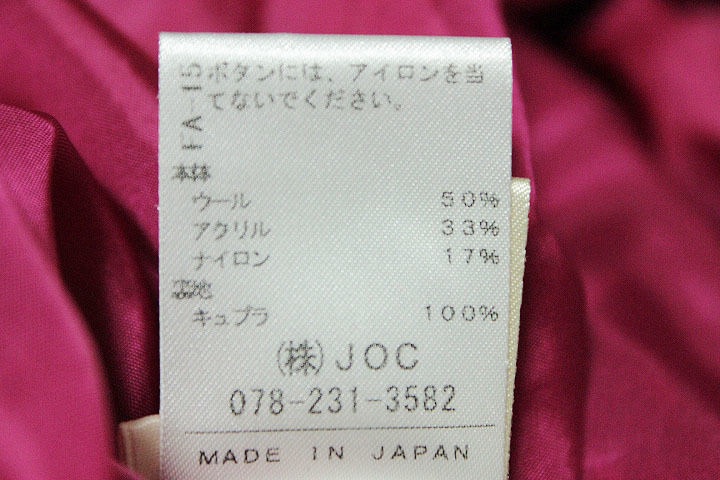 FA-15
ボタンには、アイロンを当
てないでください。
本体
ウール 50%
アクリル 33%
ナイロン 17%
裏地
キュプラ 100%
(株)JOC
078-231-3582
MADE IN JAPAN